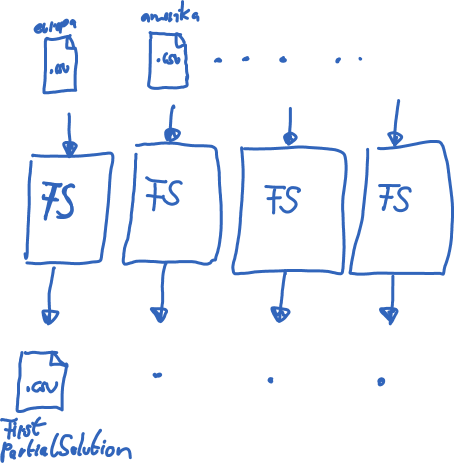 europa
amerika
.csv
.csv
FS
FS
FS
FS
.csv
First
PartialSolution